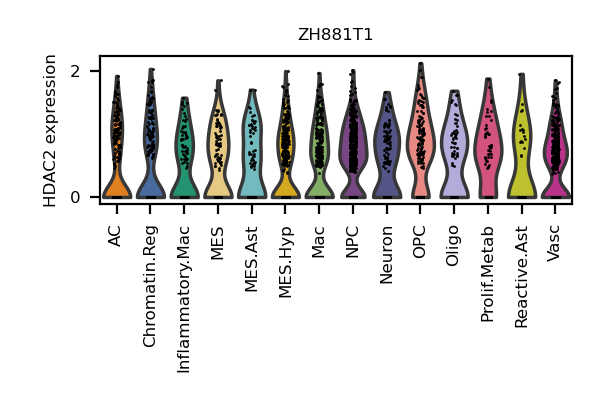 ZH881T1
HDAC2 expression
2
0
AC
Chromatin.Reg
Inflammatory.Mac
MES
MES.Ast
MES.Hyp
Mac
NPC
Neuron
OPC
Oligo
Prolif.Metab
Reactive.Ast
Vasc